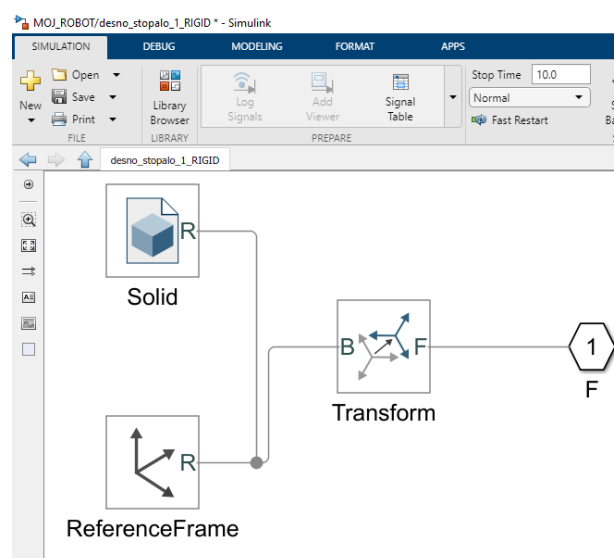 MOJ_ROBOT/desno_stopalo_1_RIGID * - Simulink
SIMULATION DEBUG MODELING FORMAT APPS
New
Open
Save
Print
FILE
Library
Browser
LIBRARY
Log
Signals
Add
Viewer
Signal
Table
PREPARE
Stop Time 10.0
Normal
Fast Restart
desno_stopalo_1_RIGID
R
Solid
B F
Transform
1
F
R
ReferenceFrame